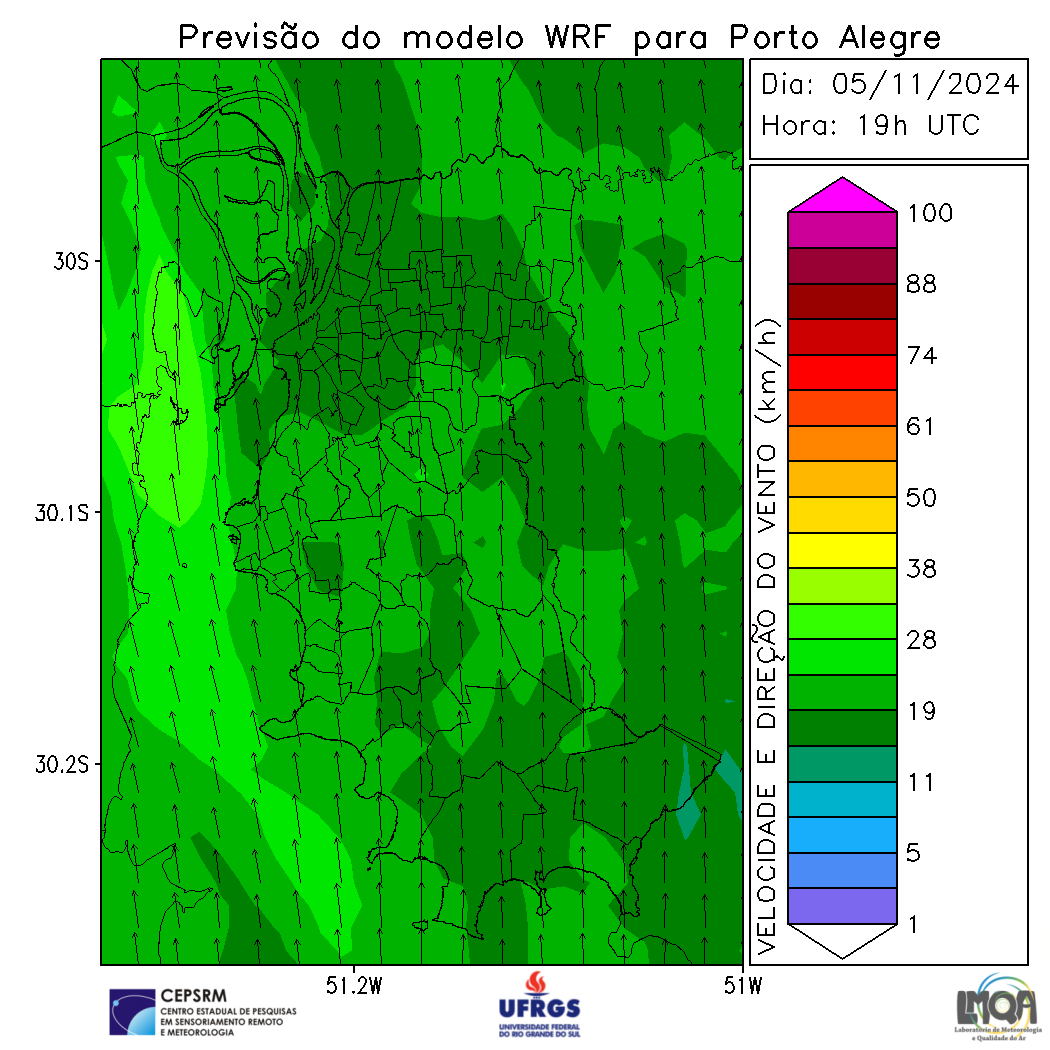 Previsão do modelo WRF para Porto Alegre
Dia: 05/11/2024
Hora: 19h UTC
30S
30.1S
30.2S
51.2W
51W
VELOCIDADE E DIREÇÃO DO VENTO (km/h)
100
88
74
61
50
38
28
19
11
5
1
CEPSRM
CENTRO ESTADUAL DE PESQUISAS
EM SENSORIAMENTO REMOTO
E METEOROLOGIA
UFRGS
UNIVERSIDADE FEDERAL
DO RIO GRANDE DO SUL
LMQA
Laboratório de Meteorologia
e Qualidade do Ar